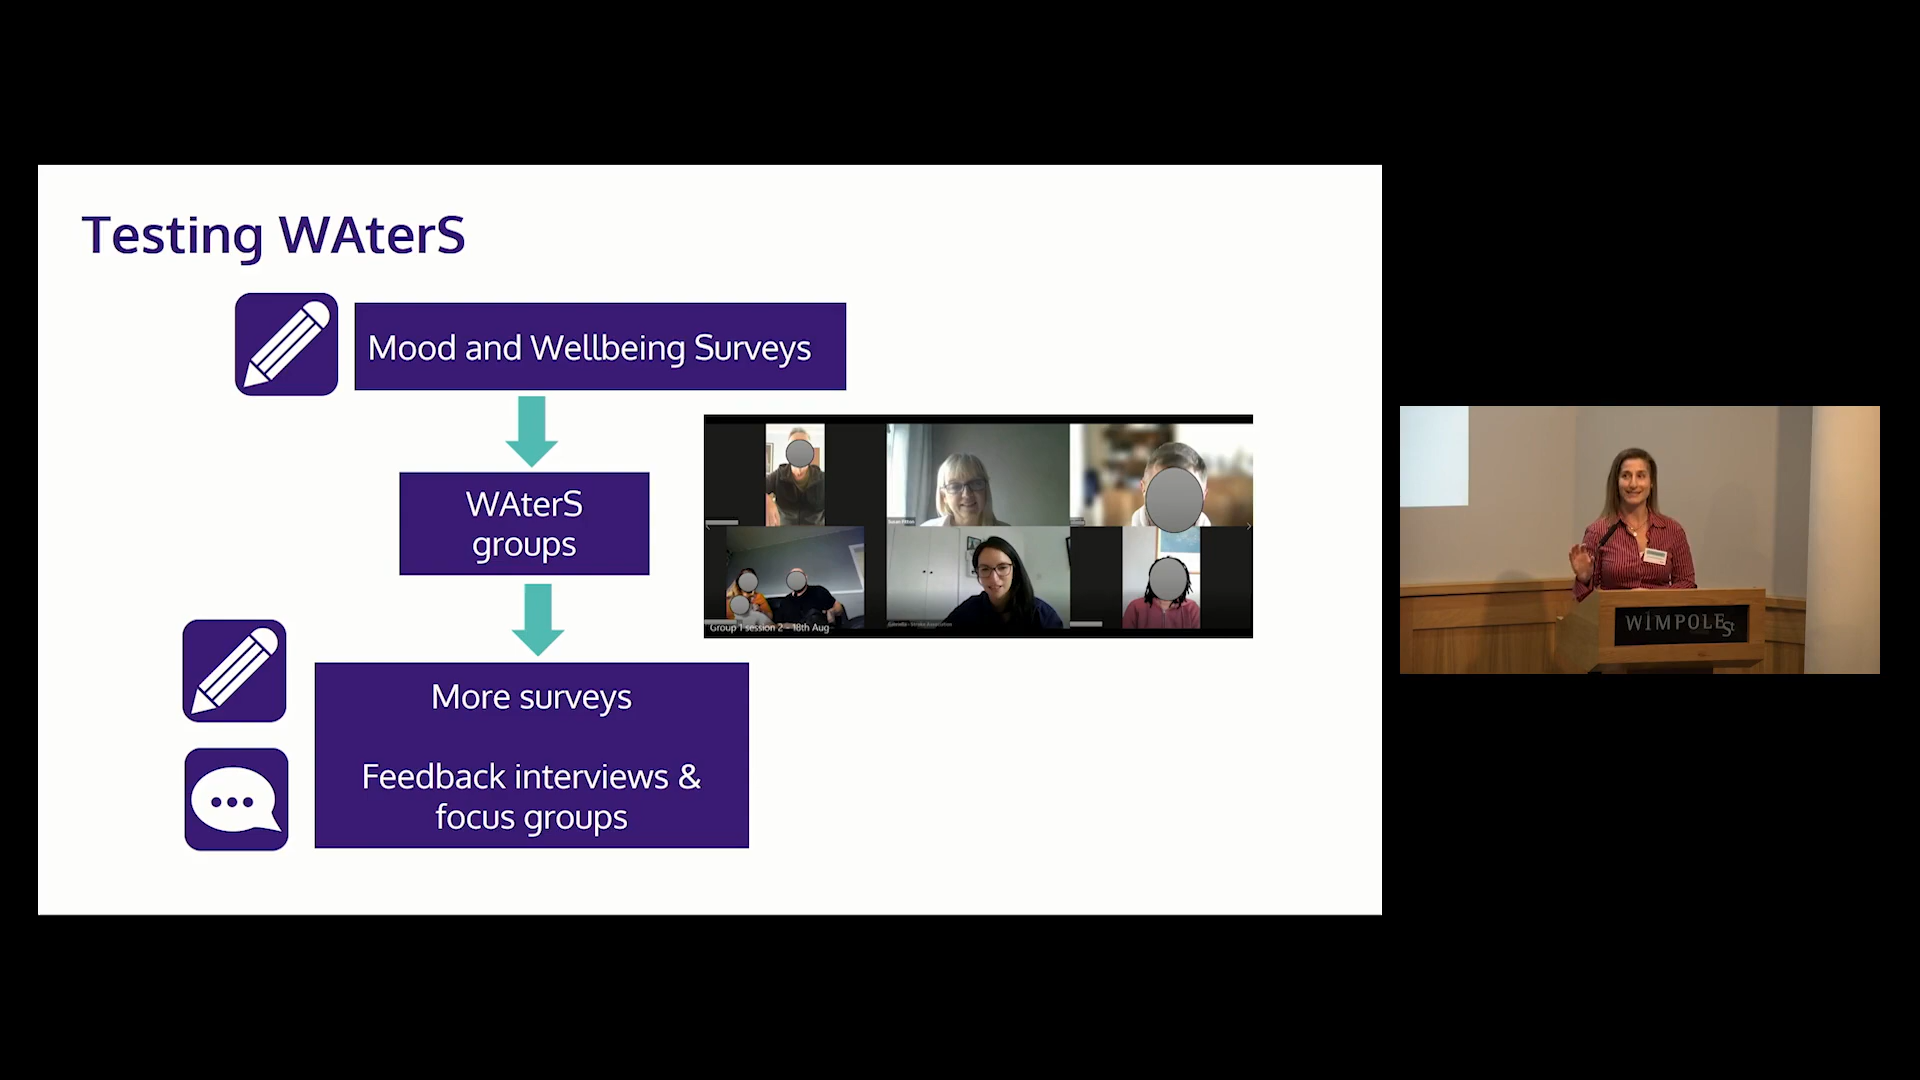 Testing WAterS
Mood and Wellbeing Surveys
WAterS
groups
Group 1 session 2 - 18th Aug
More surveys
Feedback interviews &
focus groups
WIMPOLE St